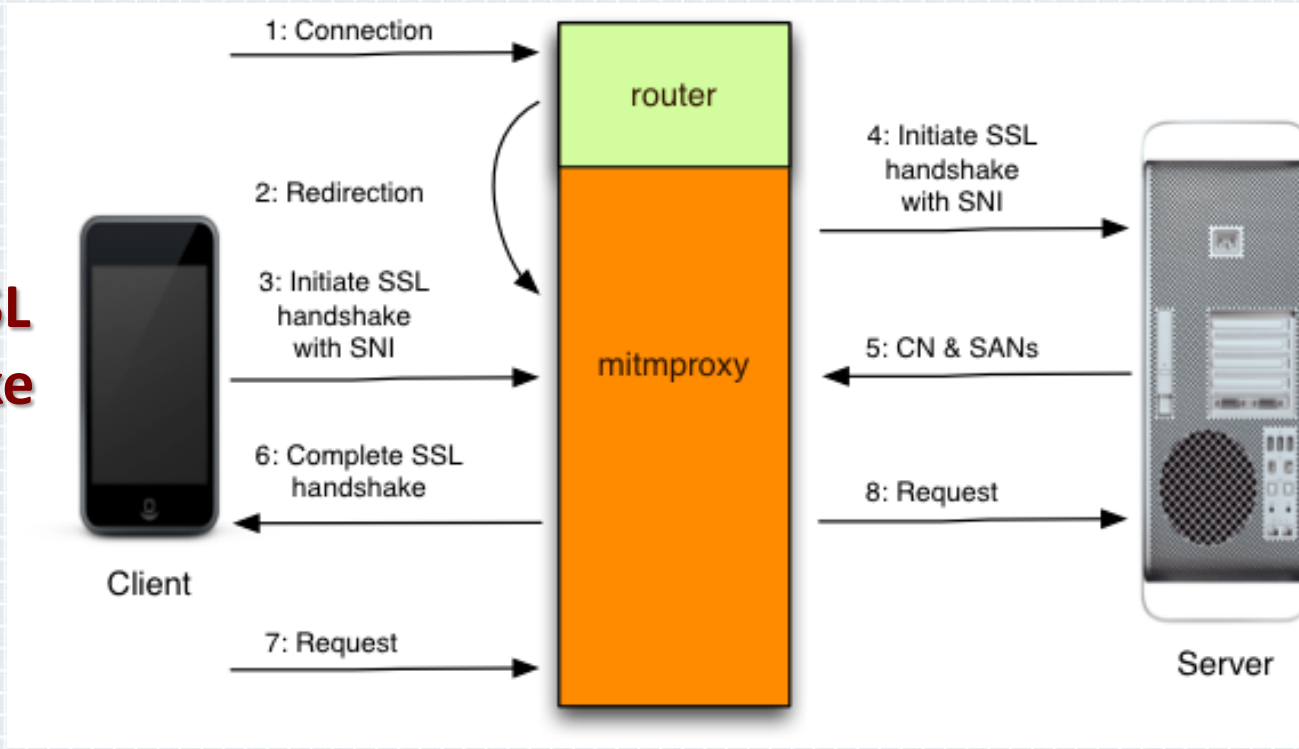 1: Connection
router
2: Redirection
3: Initiate SSL
handshake
with SNI
4: Initiate SSL
handshake
with SNI
mitmproxy
5: CN & SANs
6: Complete SSL
handshake
8: Request
7: Request
Client
Server